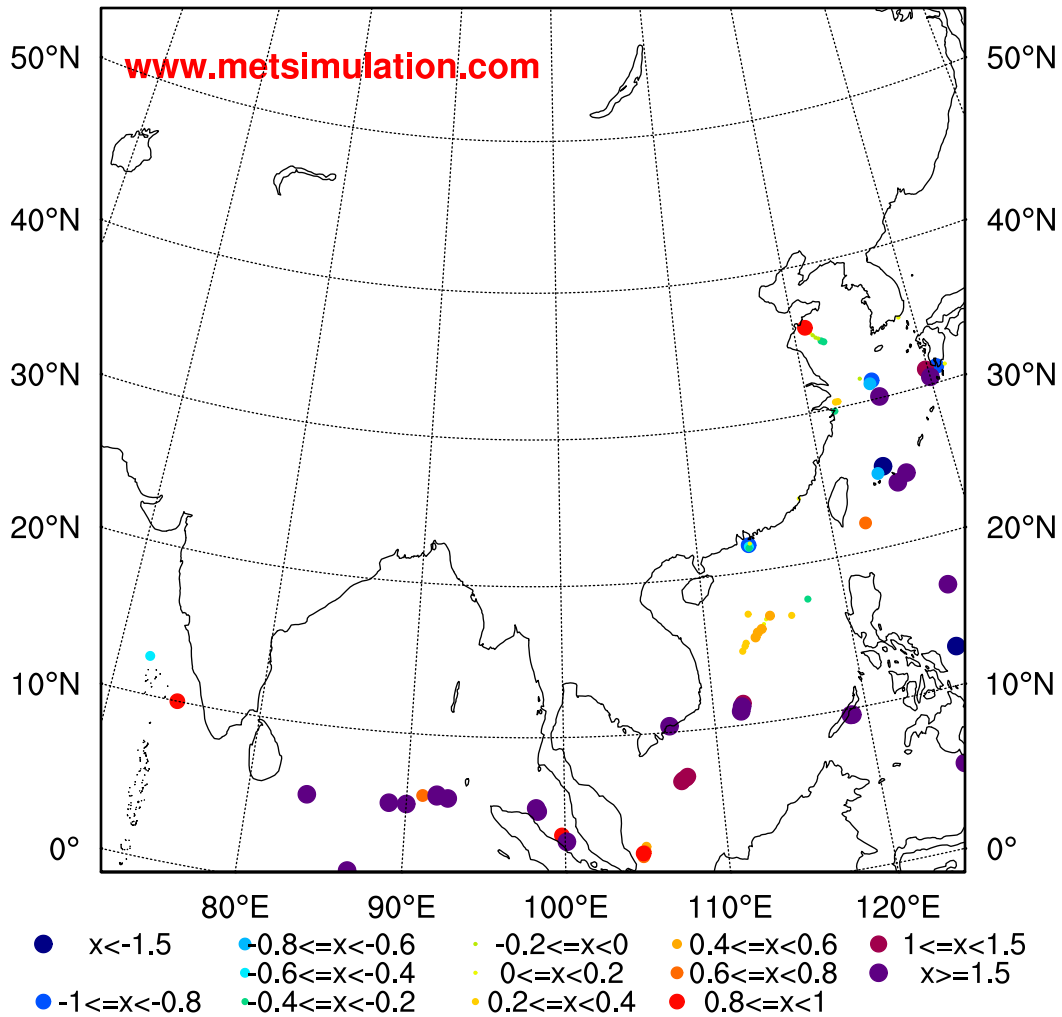 www.metsimulation.com
50°N 50°N
40°N 40°N
30°N 30°N
20°N 20°N
10°N 10°N
0° 0°
80°E 90°E 100°E 110°E 120°E
x<-1.5 -0.8<=x<-0.6 -0.2<=x<0 0.4<=x<0.6 1<=x<1.5
-0.6<=x<-0.4 0<=x<0.2 0.6<=x<0.8 x>=1.5
-1<=x<-0.8 -0.4<=x<-0.2 0.2<=x<0.4 0.8<=x<1